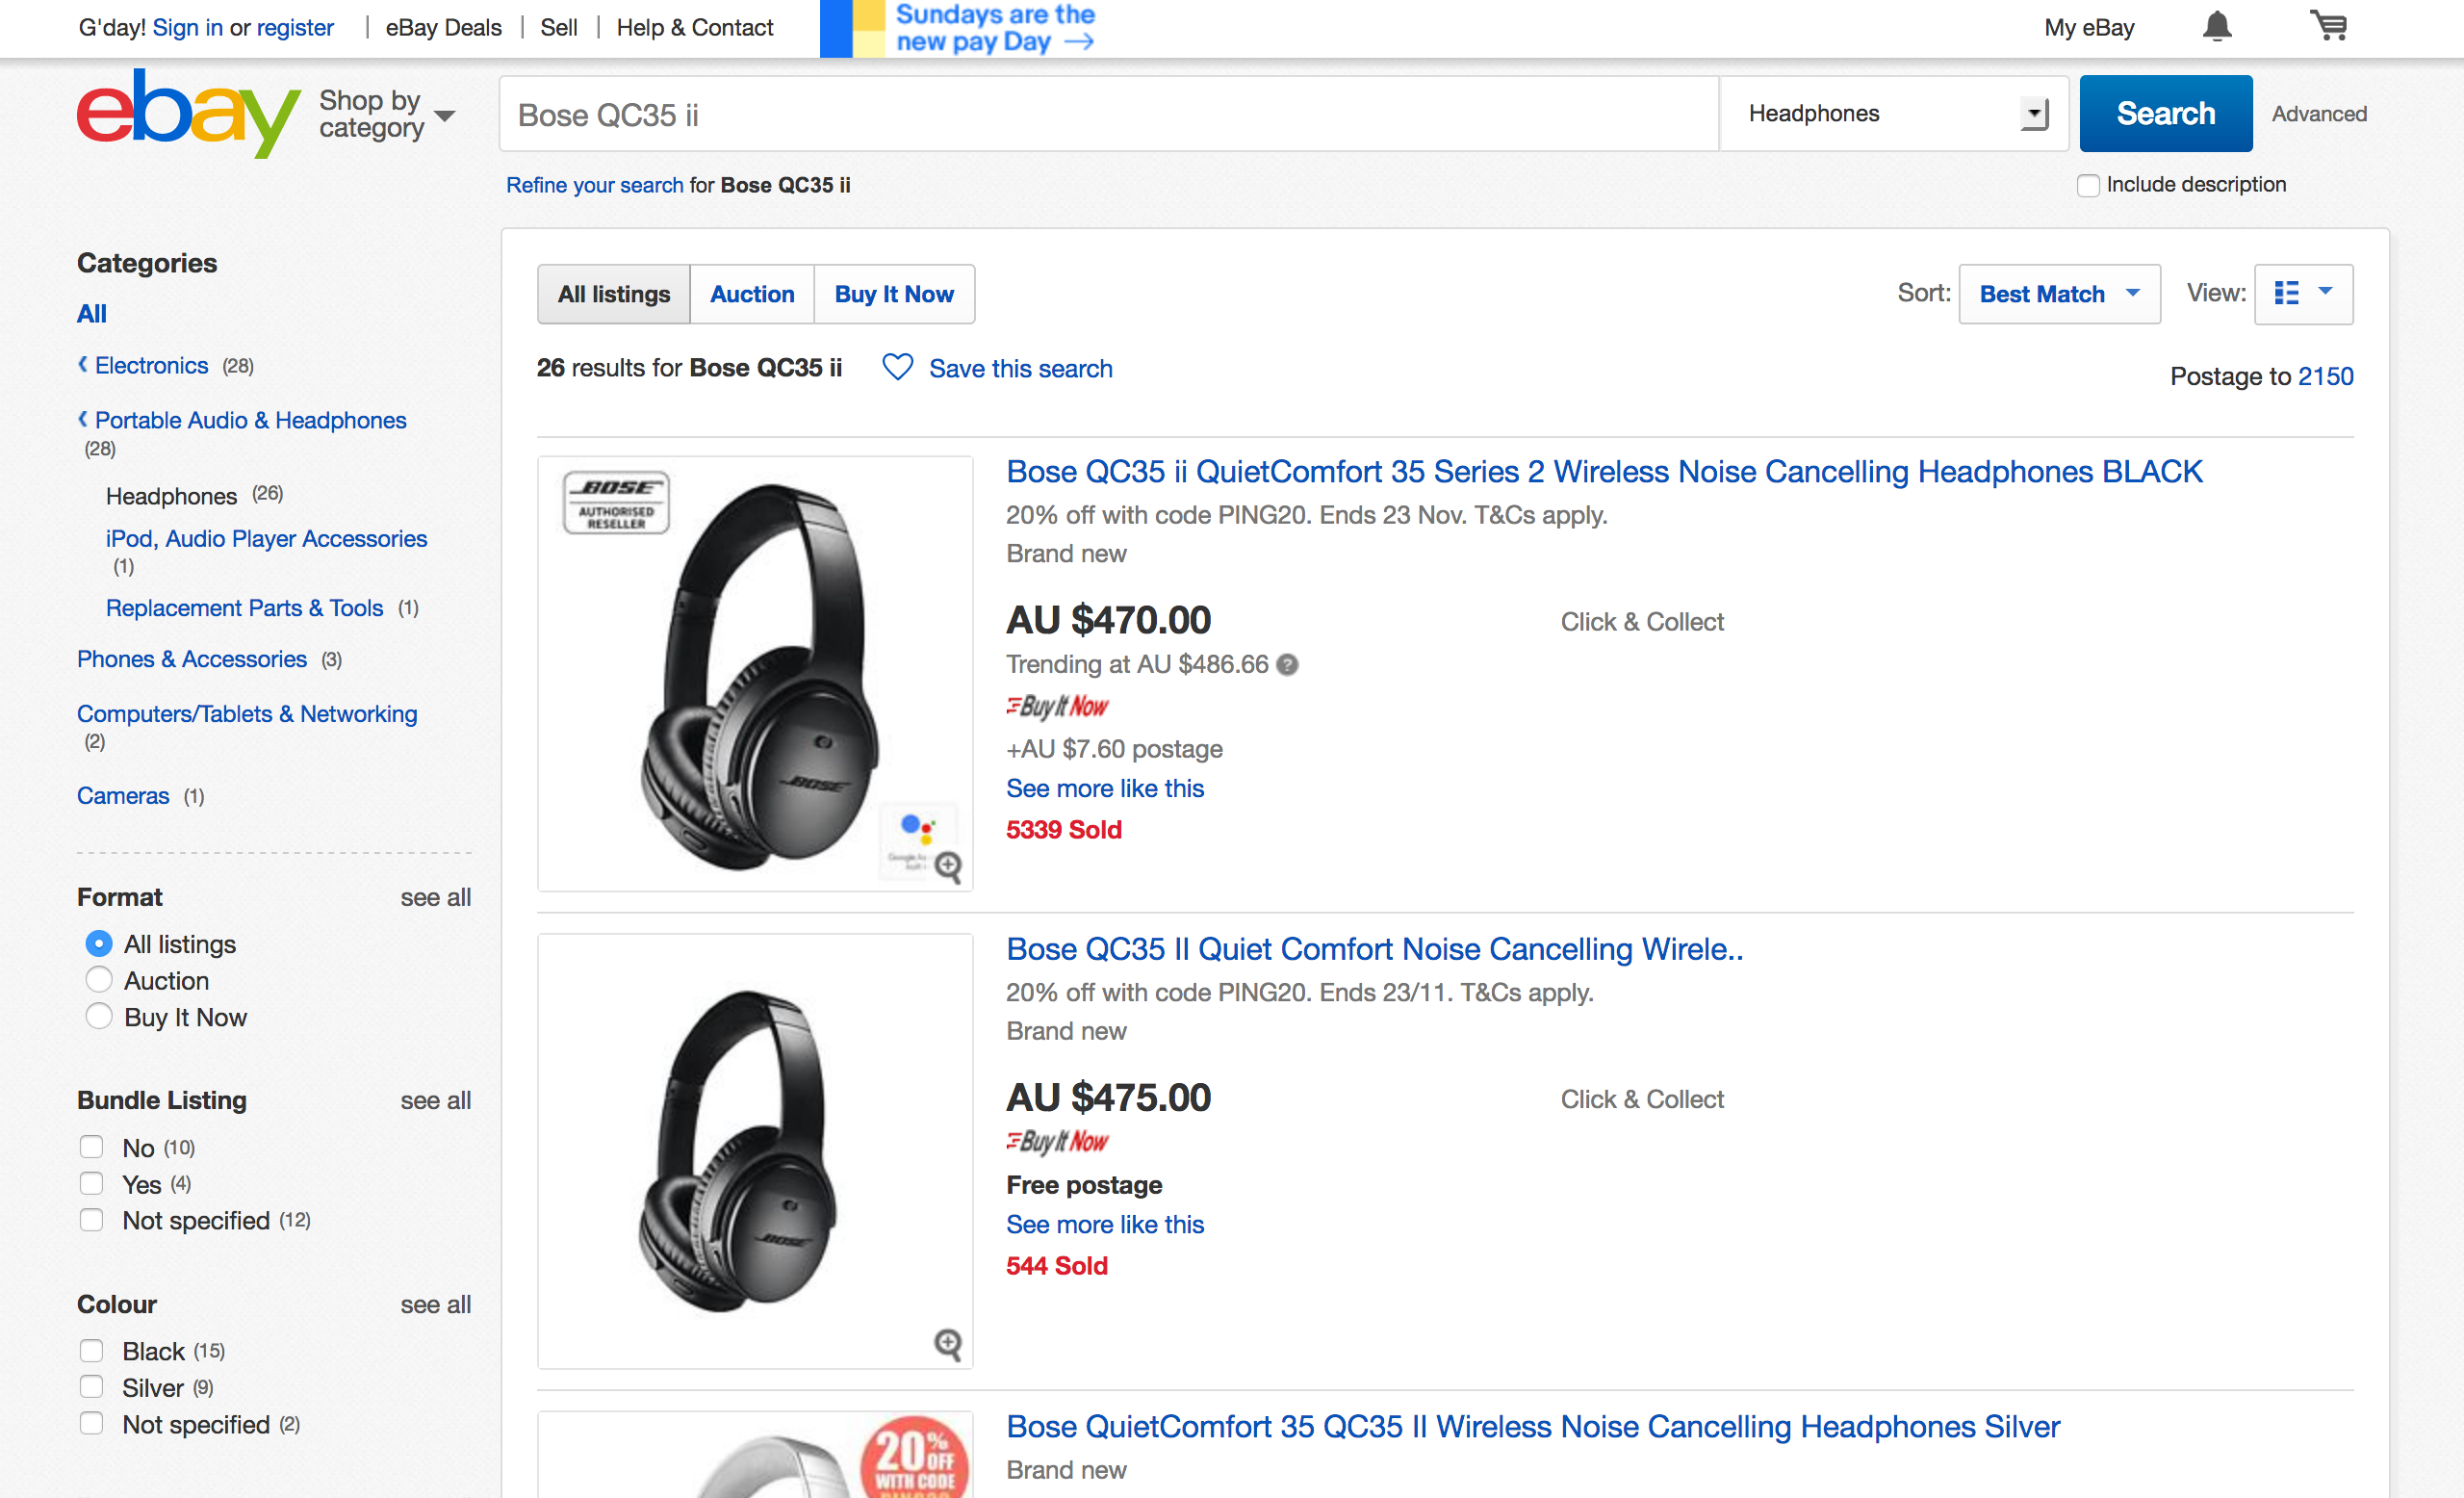 G'day! Sign in or register | eBay Deals | Sell | Help & Contact
Sundays are the
new pay Day →
My eBay
ebay
Shop by
category
Bose QC35 ii
Headphones
Search
Advanced
Refine your search for Bose QC35 ii
Include description
Categories
All
Electronics (28)
Portable Audio & Headphones
(28)
Headphones (26)
iPod, Audio Player Accessories
(1)
Replacement Parts & Tools (1)
Phones & Accessories (3)
Computers/Tablets & Networking
(2)
Cameras (1)
Format see all
All listings
Auction
Buy It Now
Bundle Listing see all
No (10)
Yes (4)
Not specified (12)
Colour see all
Black (15)
Silver (9)
Not specified (2)
All listings Auction Buy It Now
Sort: Best Match View:
26 results for Bose QC35 ii Save this search
Postage to 2150
BOSE
AUTHORISED
RESELLER
BOSE
Bose QC35 ii QuietComfort 35 Series 2 Wireless Noise Cancelling Headphones BLACK
20% off with code PING20. Ends 23 Nov. T&Cs apply.
Brand new
AU $470.00 Click & Collect
Trending at AU $486.66 ?
Buy It Now
+AU $7.60 postage
See more like this
5339 Sold
BOSE
Bose QC35 II Quiet Comfort Noise Cancelling Wirele..
20% off with code PING20. Ends 23/11. T&Cs apply.
Brand new
AU $475.00 Click & Collect
Buy It Now
Free postage
See more like this
544 Sold
20% OFF
WITH CODE
Bose QuietComfort 35 QC35 II Wireless Noise Cancelling Headphones Silver
Brand new